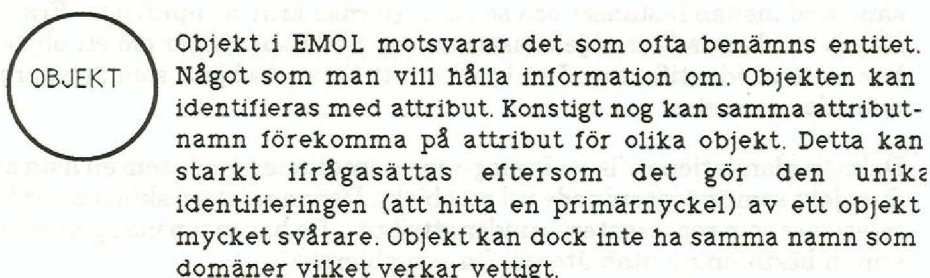 OBJEKT
Objekt i EMOL motsvarar det som ofta benämns entitet.
Något som man vill hålla information om. Objekten kan
identifieras med attribut. Konstigt nog kan samma attribut-
namn förekomma på attribut för olika objekt. Detta kan
starkt ifrågasättas eftersom det gör den unika
identifieringen (att hitta en primärnyckel) av ett objekt
mycket svårare. Objekt kan dock inte ha samma namn som
domäner vilket verkar vettigt.